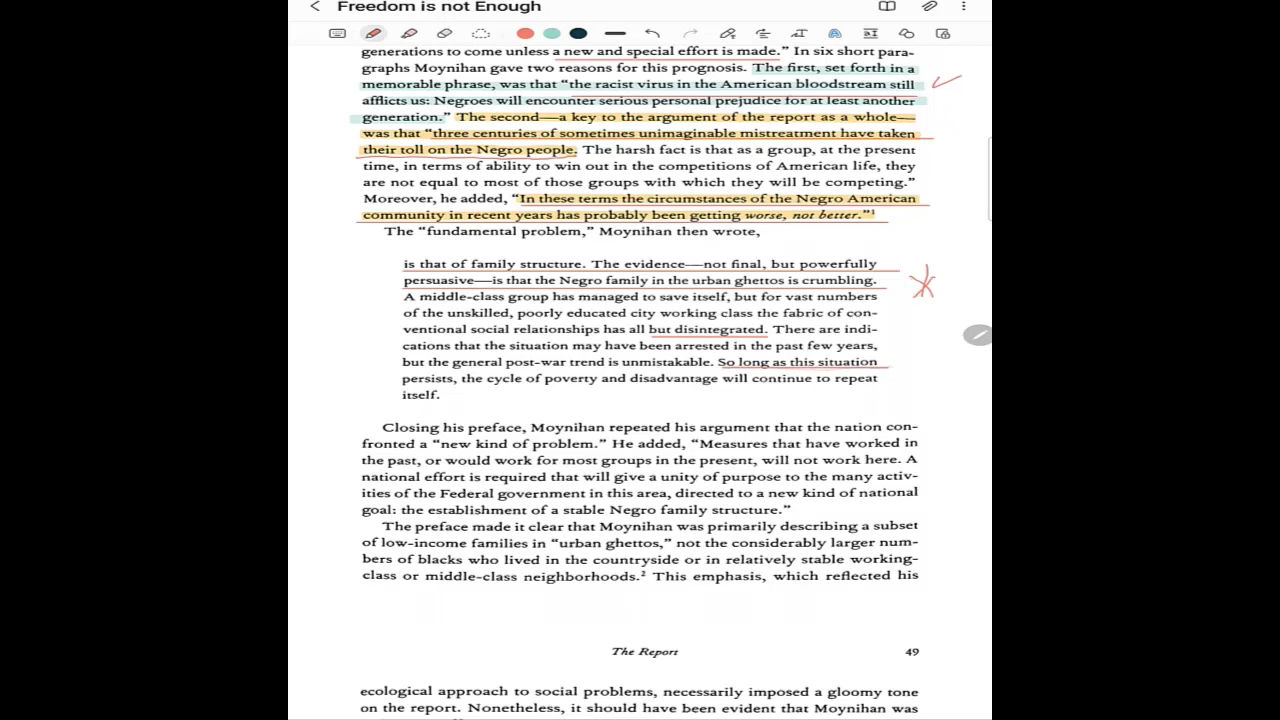 Freedom is not Enough
generations to come unless a new and special effort is made.” In six short para-
graphs Moynihan gave two reasons for this prognosis. The first, set forth in a
memorable phrase, was that “the racist virus in the American bloodstream still
afflicts us: Negroes will encounter serious personal prejudice for at least another
generation.” The second—a key to the argument of the report as a whole—
was that “three centuries of sometimes unimaginable mistreatment have taken
their toll on the Negro people. The harsh fact is that as a group, at the present
time, in terms of ability to win out in the competitions of American life, they
are not equal to most of those groups with which they will be competing.”
Moreover, he added, “In these terms the circumstances of the Negro American
community in recent years has probably been getting worse, not better.”1
The “fundamental problem,” Moynihan then wrote,
is that of family structure. The evidence—not final, but powerfully
persuasive—is that the Negro family in the urban ghettos is crumbling.
A middle-class group has managed to save itself, but for vast numbers
of the unskilled, poorly educated city working class the fabric of con-
ventional social relationships has all but disintegrated. There are indi-
cations that the situation may have been arrested in the past few years,
but the general post-war trend is unmistakable. So long as this situation
persists, the cycle of poverty and disadvantage will continue to repeat
itself.
Closing his preface, Moynihan repeated his argument that the nation con-
fronted a “new kind of problem.” He added, “Measures that have worked in
the past, or would work for most groups in the present, will not work here. A
national effort is required that will give a unity of purpose to the many activ-
ities of the Federal government in this area, directed to a new kind of national
goal: the establishment of a stable Negro family structure.”
The preface made it clear that Moynihan was primarily describing a subset
of low-income families in “urban ghettos,” not the considerably larger num-
bers of blacks who lived in the countryside or in relatively stable working-
class or middle-class neighborhoods.2 This emphasis, which reflected his
The Report 49
ecological approach to social problems, necessarily imposed a gloomy tone
on the report. Nonetheless, it should have been evident that Moynihan was